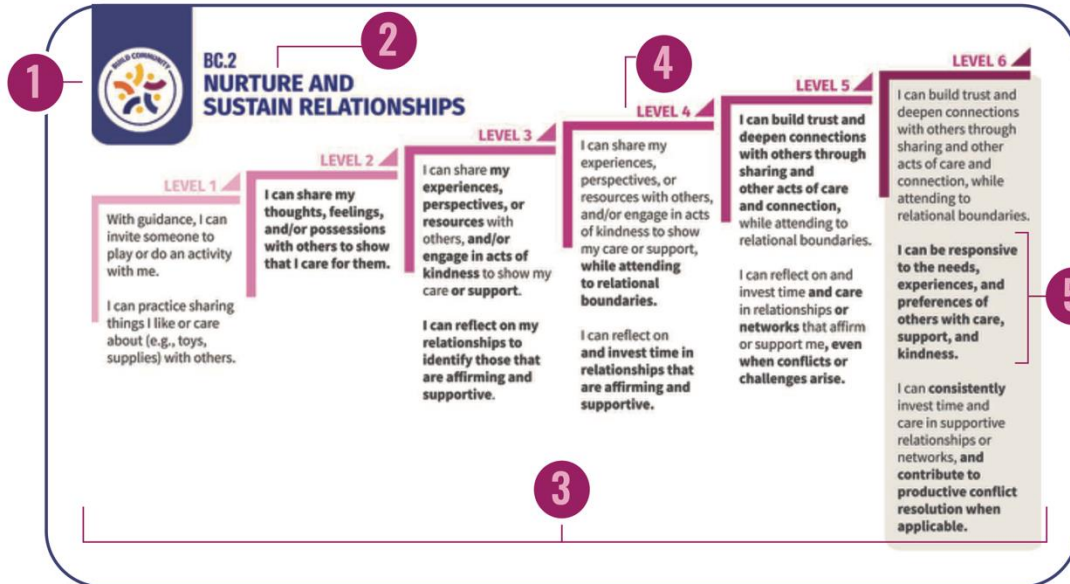 1
BUILD COMMUNITY
BC.2
2
NURTURE AND
SUSTAIN RELATIONSHIPS
LEVEL 1
With guidance, I can
invite someone to
play or do an activity
with me.
I can practice sharing
things I like or care
about (e.g., toys,
supplies) with others.
LEVEL 2
I can share my
thoughts, feelings,
and/or possessions
with others to show
that I care for them.
LEVEL 3
I can share my
experiences,
perspectives, or
resources with
others, and/or
engage in acts of
kindness to show my
care or support.
I can reflect on my
relationships to
identify those that
are affirming and
supportive.
4
LEVEL 4
I can share my
experiences,
perspectives, or
resources with others,
and/or engage in acts
of kindness to show
my care or support,
while attending
to relational
boundaries.
I can reflect on
and invest time in
relationships that
are affirming and
supportive.
LEVEL 5
I can build trust and
deepen connections
with others through
sharing and
other acts of care
and connection,
while attending to
relational boundaries.
I can reflect on and
invest time and care
in relationships or
networks that affirm
or support me, even
when conflicts or
challenges arise.
LEVEL 6
I can build trust and
deepen connections
with others through
sharing and other
acts of care and
connection, while
attending to
relational boundaries.
I can be responsive
to the needs,
experiences, and
preferences of
others with care,
support, and
kindness.
5
I can consistently
invest time and
care in supportive
relationships or
networks, and
contribute to
productive conflict
resolution when
applicable.
3